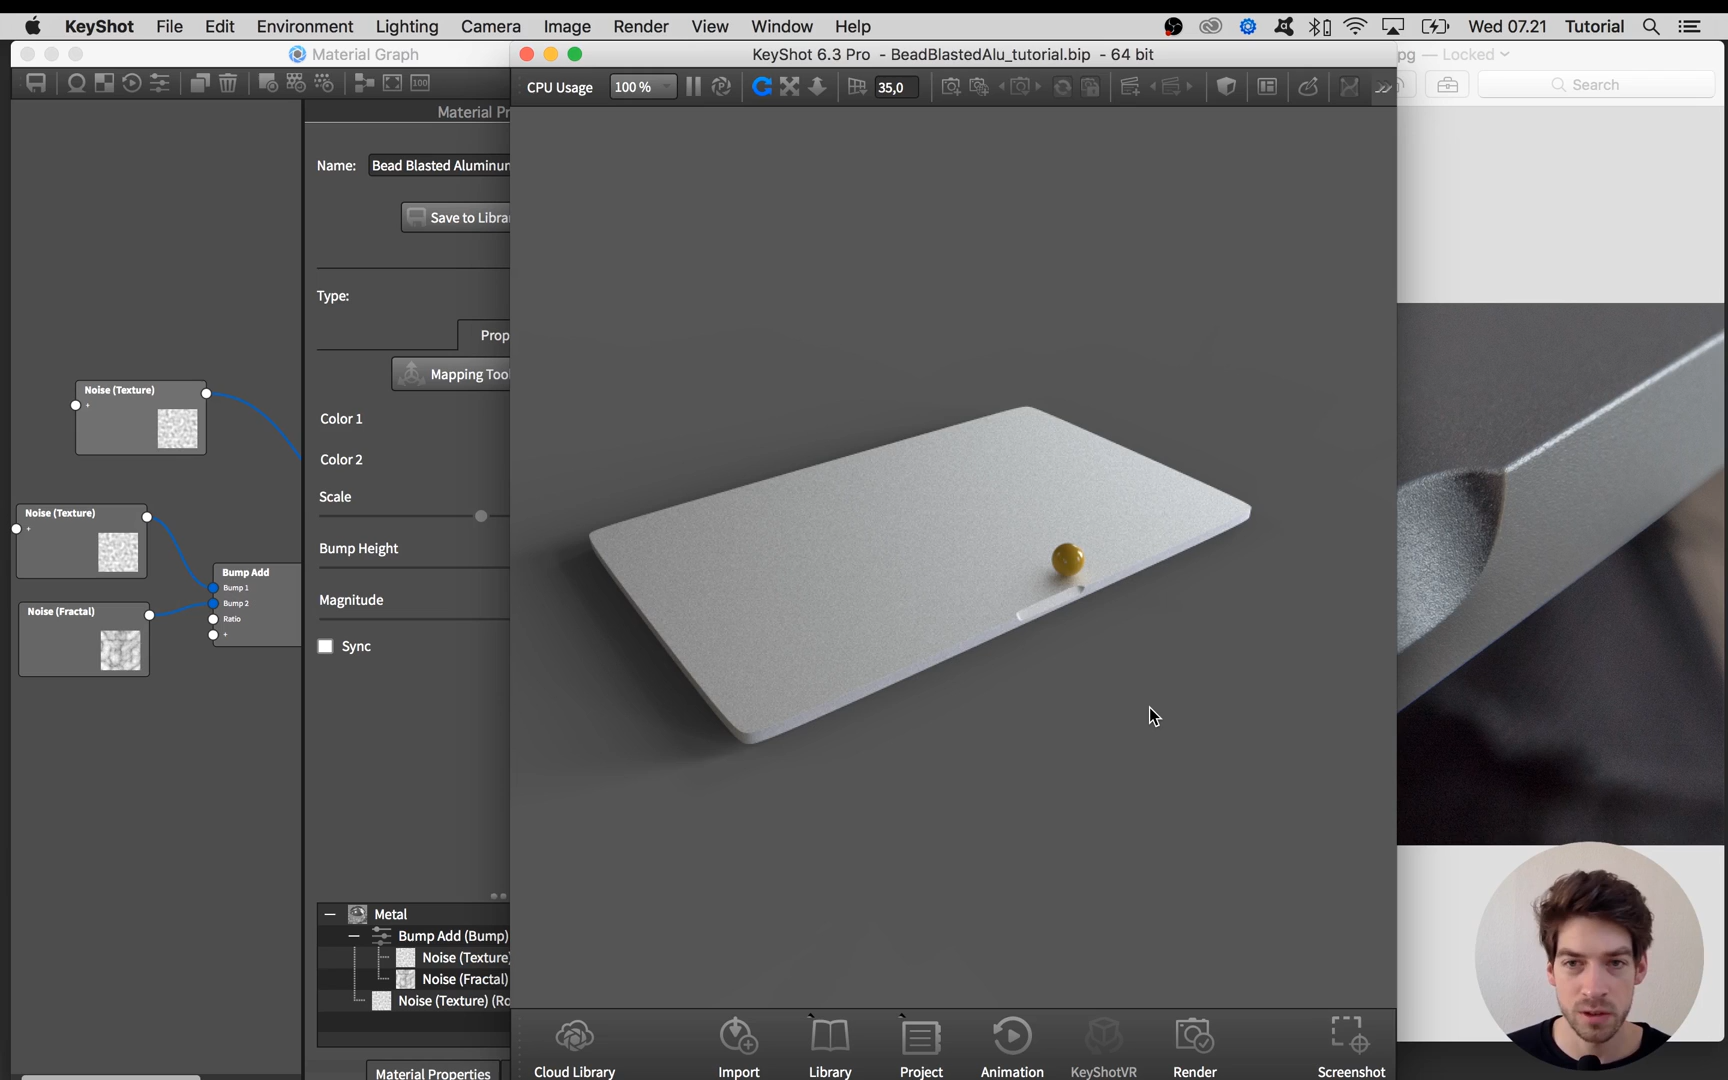 KeyShot File Edit Environment Lighting Camera Image Render View Window Help Wed 07.21 Tutorial
Material Graph
KeyShot 6.3 Pro - BeadBlastedAlu_tutorial.bip - 64 bit
pg — Locked
CPU Usage 100 % 35,0
100
Search
Material Pr
Name: Bead Blasted Aluminum
Save to Libra
Type:
Prop
Mapping Too
Color 1
Color 2
Scale
Bump Height
Magnitude
Sync
Noise (Texture)
+
Noise (Texture)
+
Bump Add
Bump 1
Bump 2
Ratio
+
Noise (Fractal)
Metal
Bump Add (Bump)
Noise (Texture)
Noise (Fractal)
Noise (Texture) (Ro
Material Properties
Cloud Library Import Library Project Animation KeyShotVR Render Screenshot